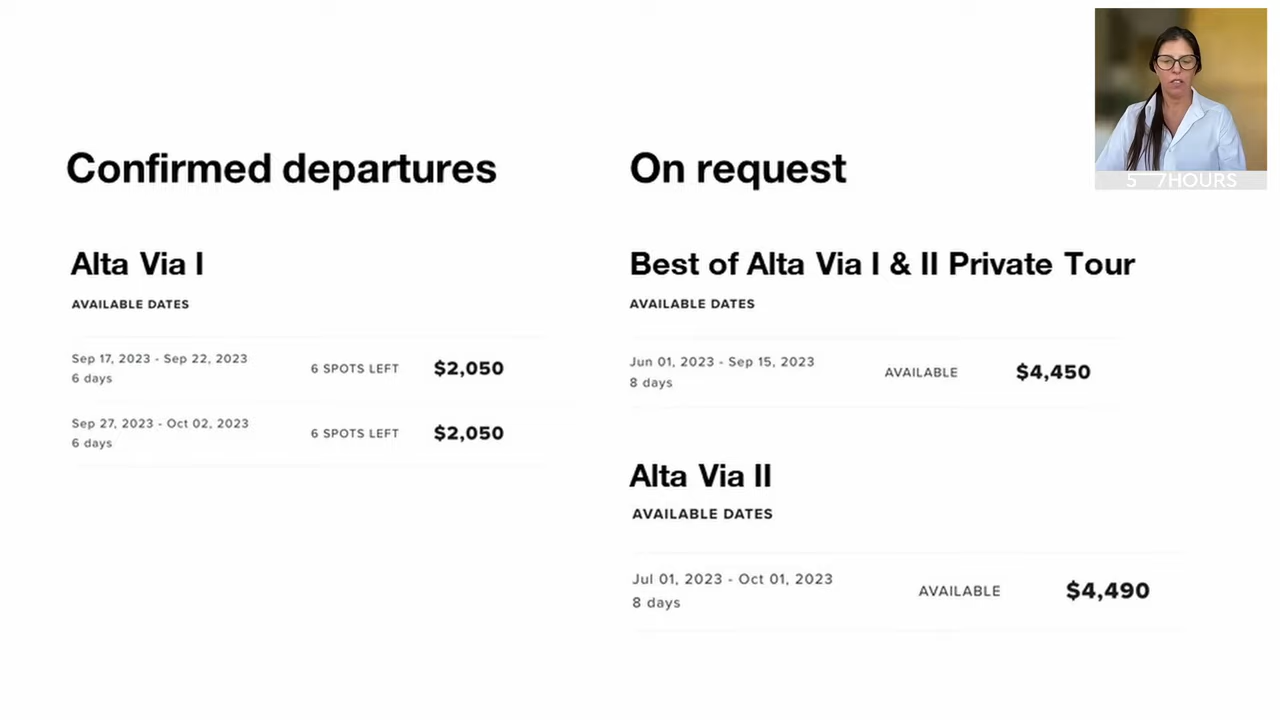 Confirmed departures
Alta Via I
AVAILABLE DATES
Sep 17, 2023 - Sep 22, 2023
6 days
6 SPOTS LEFT
$2,050
Sep 27, 2023 - Oct 02, 2023
6 days
6 SPOTS LEFT
$2,050
On request
Best of Alta Via I & II Private Tour
AVAILABLE DATES
Jun 01, 2023 - Sep 15, 2023
8 days
AVAILABLE
$4,450
Alta Via II
AVAILABLE DATES
Jul 01, 2023 - Oct 01, 2023
8 days
AVAILABLE
$4,490
7HOURS